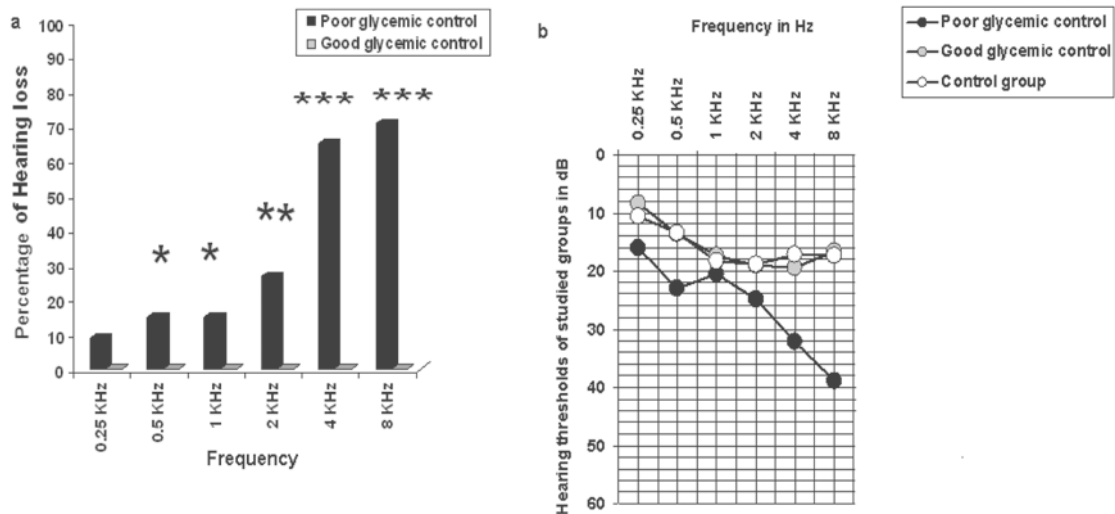 a
Poor glycemic control
Good glycemic control
Percentage of Hearing loss
100
90
80
70
60
50
40
30
20
10
0
*
*
**
***
***
0.25 KHz
0.5 KHz
1 KHz
2 KHz
4 KHz
8 KHz
Frequency
b
Frequency in Hz
Poor glycemic control
Good glycemic control
Control group
0.25 KHz
0.5 KHz
1 KHz
2 KHz
4 KHz
8 KHz
Hearing thresholds of studied groups in dB
0
10
20
30
40
50
60